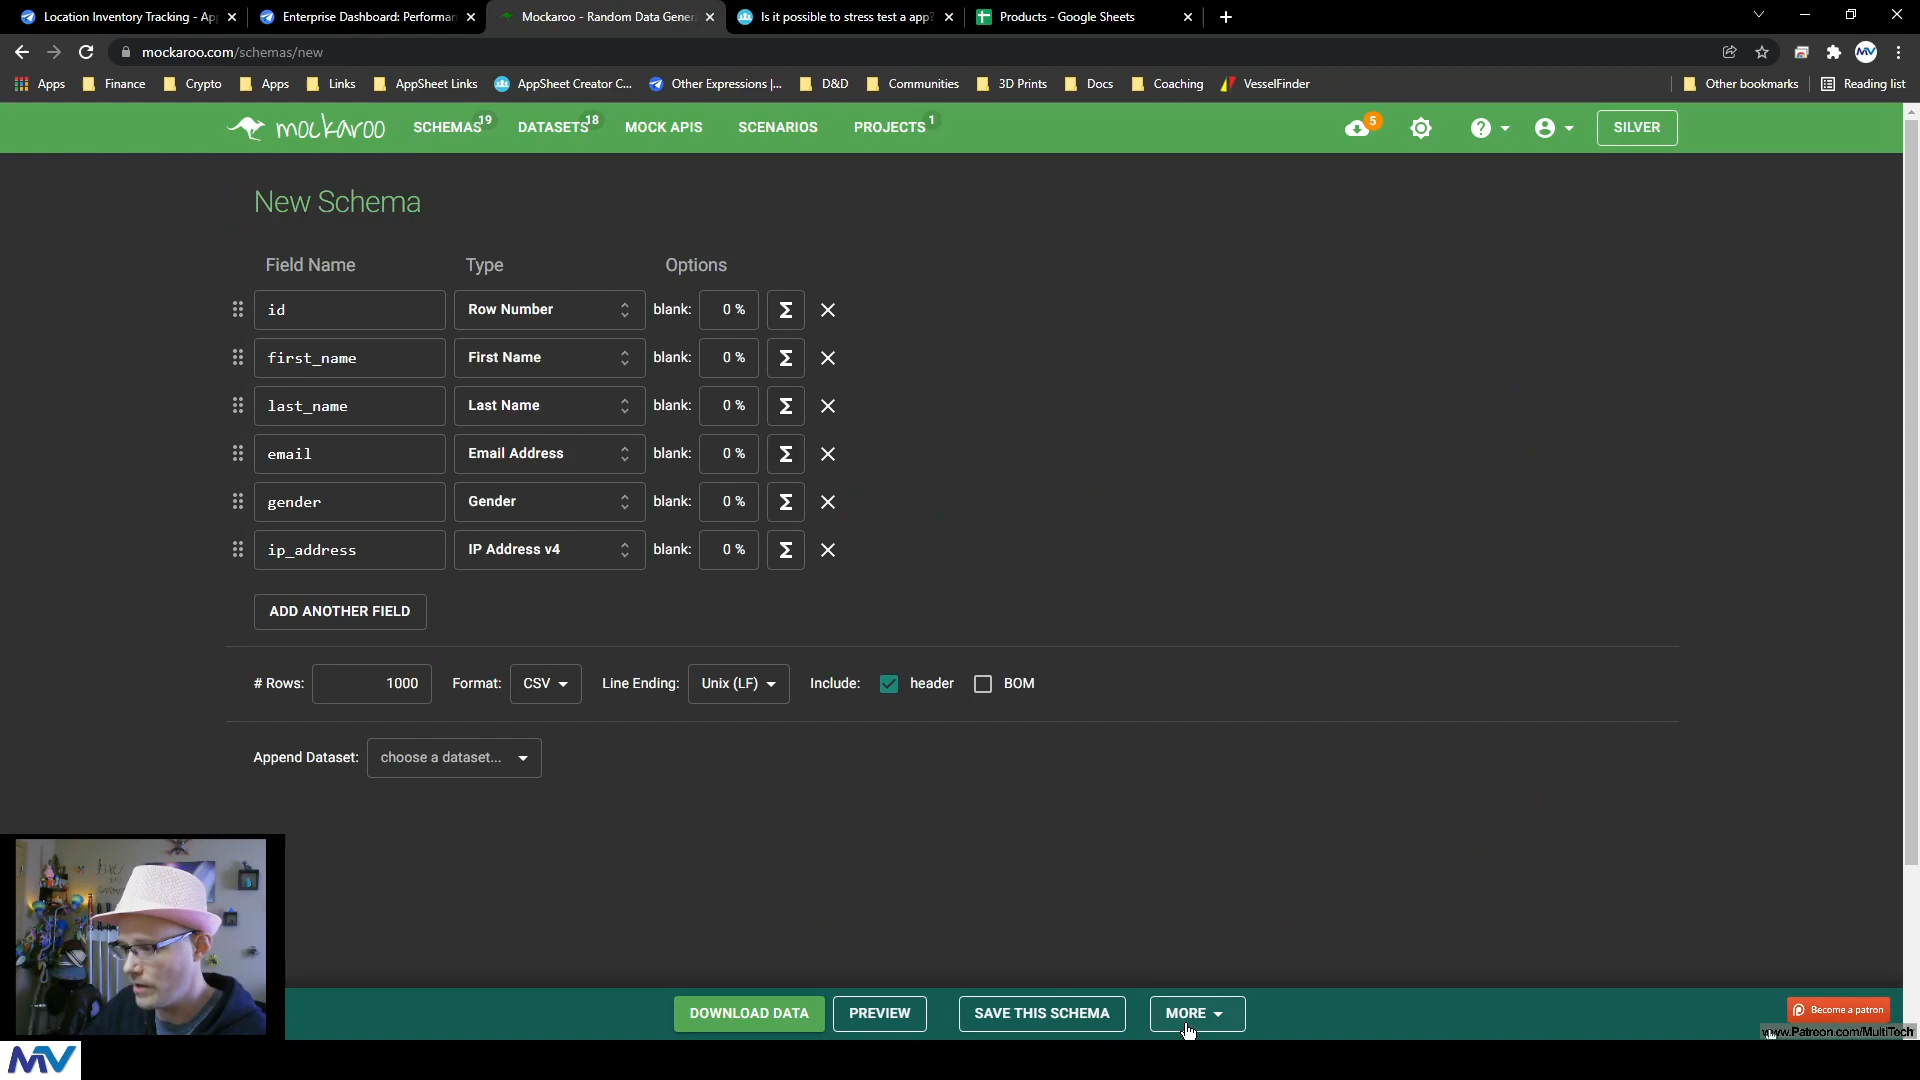 Location Inventory Tracking - Ap
Enterprise Dashboard: Performan
Mockaroo - Random Data Gener
Is it possible to stress test a app?
Products - Google Sheets
mockaroo.com/schemas/new
MV
Apps
Finance
Crypto
Apps
Links
AppSheet Links
AppSheet Creator C...
Other Expressions |...
D&D
Communities
3D Prints
Docs
Coaching
VesselFinder
Other bookmarks
Reading list
mockaroo
SCHEMAS 19
DATASETS 18
MOCK APIS
SCENARIOS
PROJECTS 1
5
SILVER
New Schema
Field Name Type Options
id Row Number blank: 0 % Σ
first_name First Name blank: 0 % Σ
last_name Last Name blank: 0 % Σ
email Email Address blank: 0 % Σ
gender Gender blank: 0 % Σ
ip_address IP Address v4 blank: 0 % Σ
ADD ANOTHER FIELD
# Rows: 1000 Format: CSV Line Ending: Unix (LF) Include: header BOM
Append Dataset: choose a dataset...
DOWNLOAD DATA PREVIEW SAVE THIS SCHEMA MORE
Become a patron
www.Patreon.com/MultiTech
MV